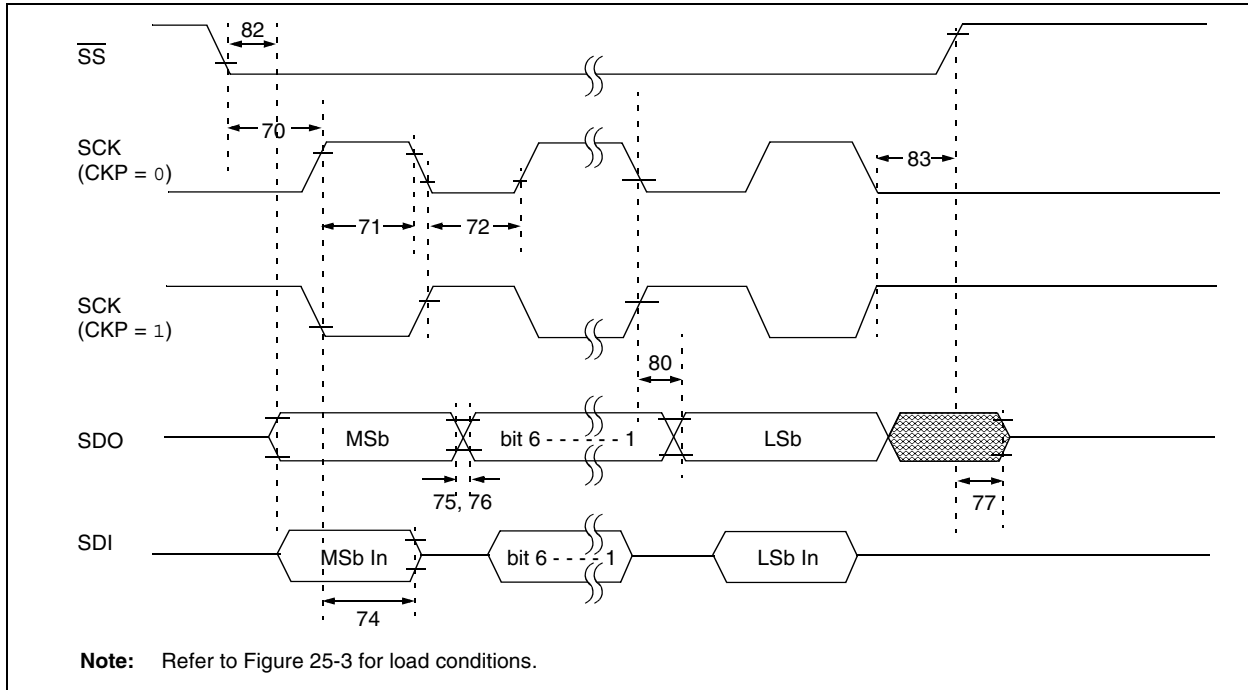 82
SS
70
SCK
(CKP = 0)
83
71
72
SCK
(CKP = 1)
80
SDO
MSb
bit 6 - - - - - - 1
LSb
75, 76
77
SDI
MSb In
bit 6 - - - - 1
LSb In
74
Note: Refer to Figure 25-3 for load conditions.